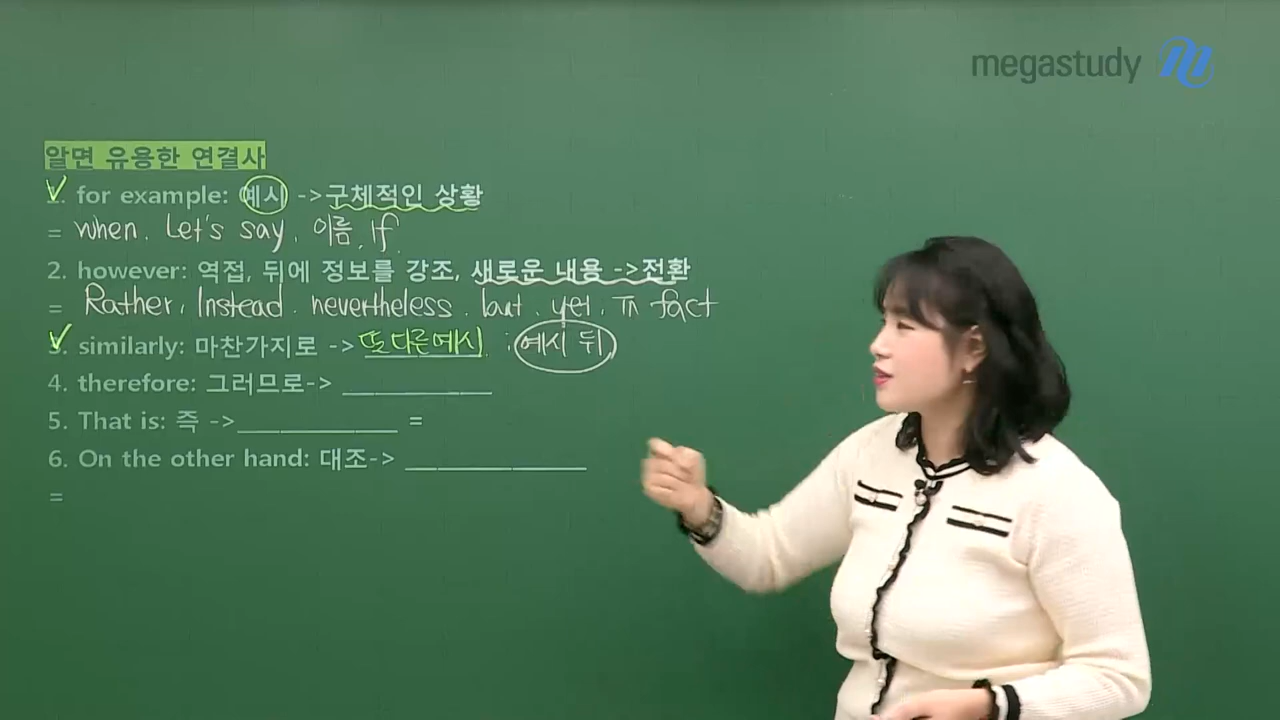 megastudy
알면 유용한 연결사
1. for example: 예시 ->구체적인 상황
= when. Let's say. 이름, if
2. however: 역접, 뒤에 정보를 강조, 새로운 내용 ->전환
= Rather, Instead. nevertheless. but. yet. In fact
3. similarly: 마찬가지로 -> 또 다른 예시 : 예시 뒤
4. therefore: 그러므로-> ____________
5. That is: 즉 ->_____________ =
6. On the other hand: 대조-> _______________
=